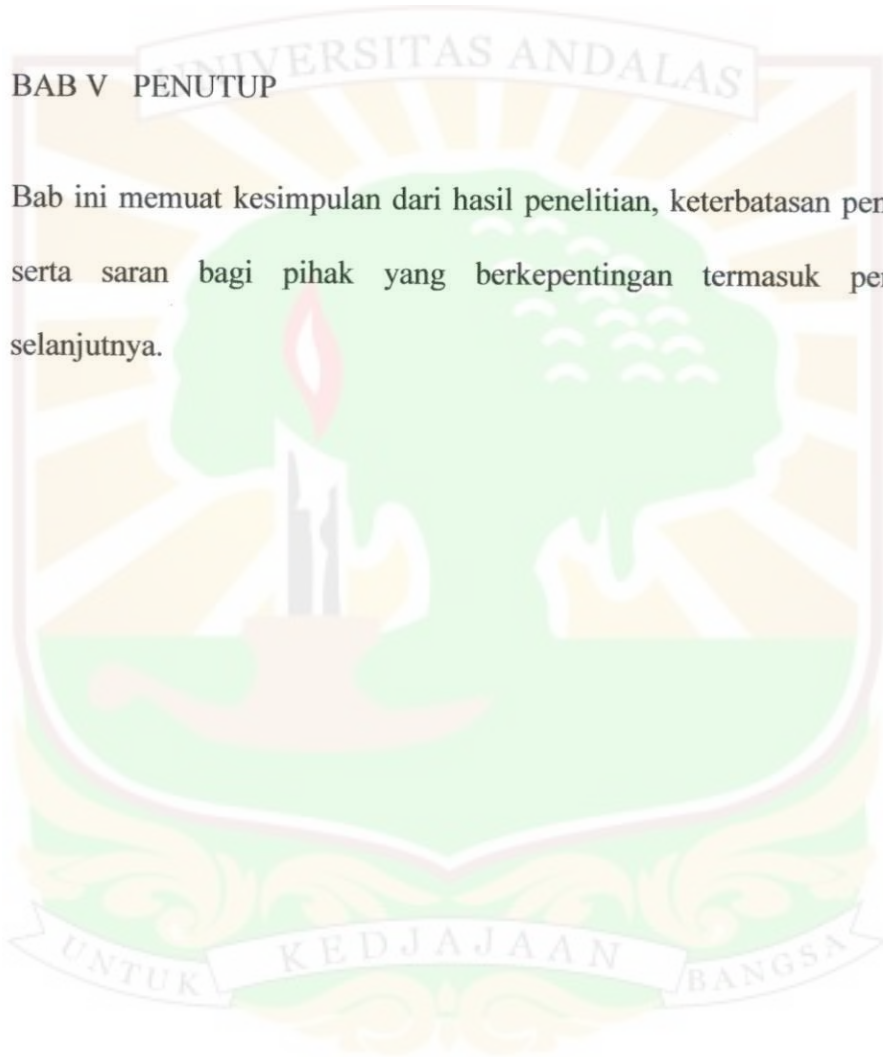 UNIVERSITAS ANDALAS
BAB V PENUTUP
Bab ini memuat kesimpulan dari hasil penelitian, keterbatasan
serta saran bagi pihak yang berkepentingan termasuk
selanjutnya.
UNTUK KEDJAJAAN BANGSA